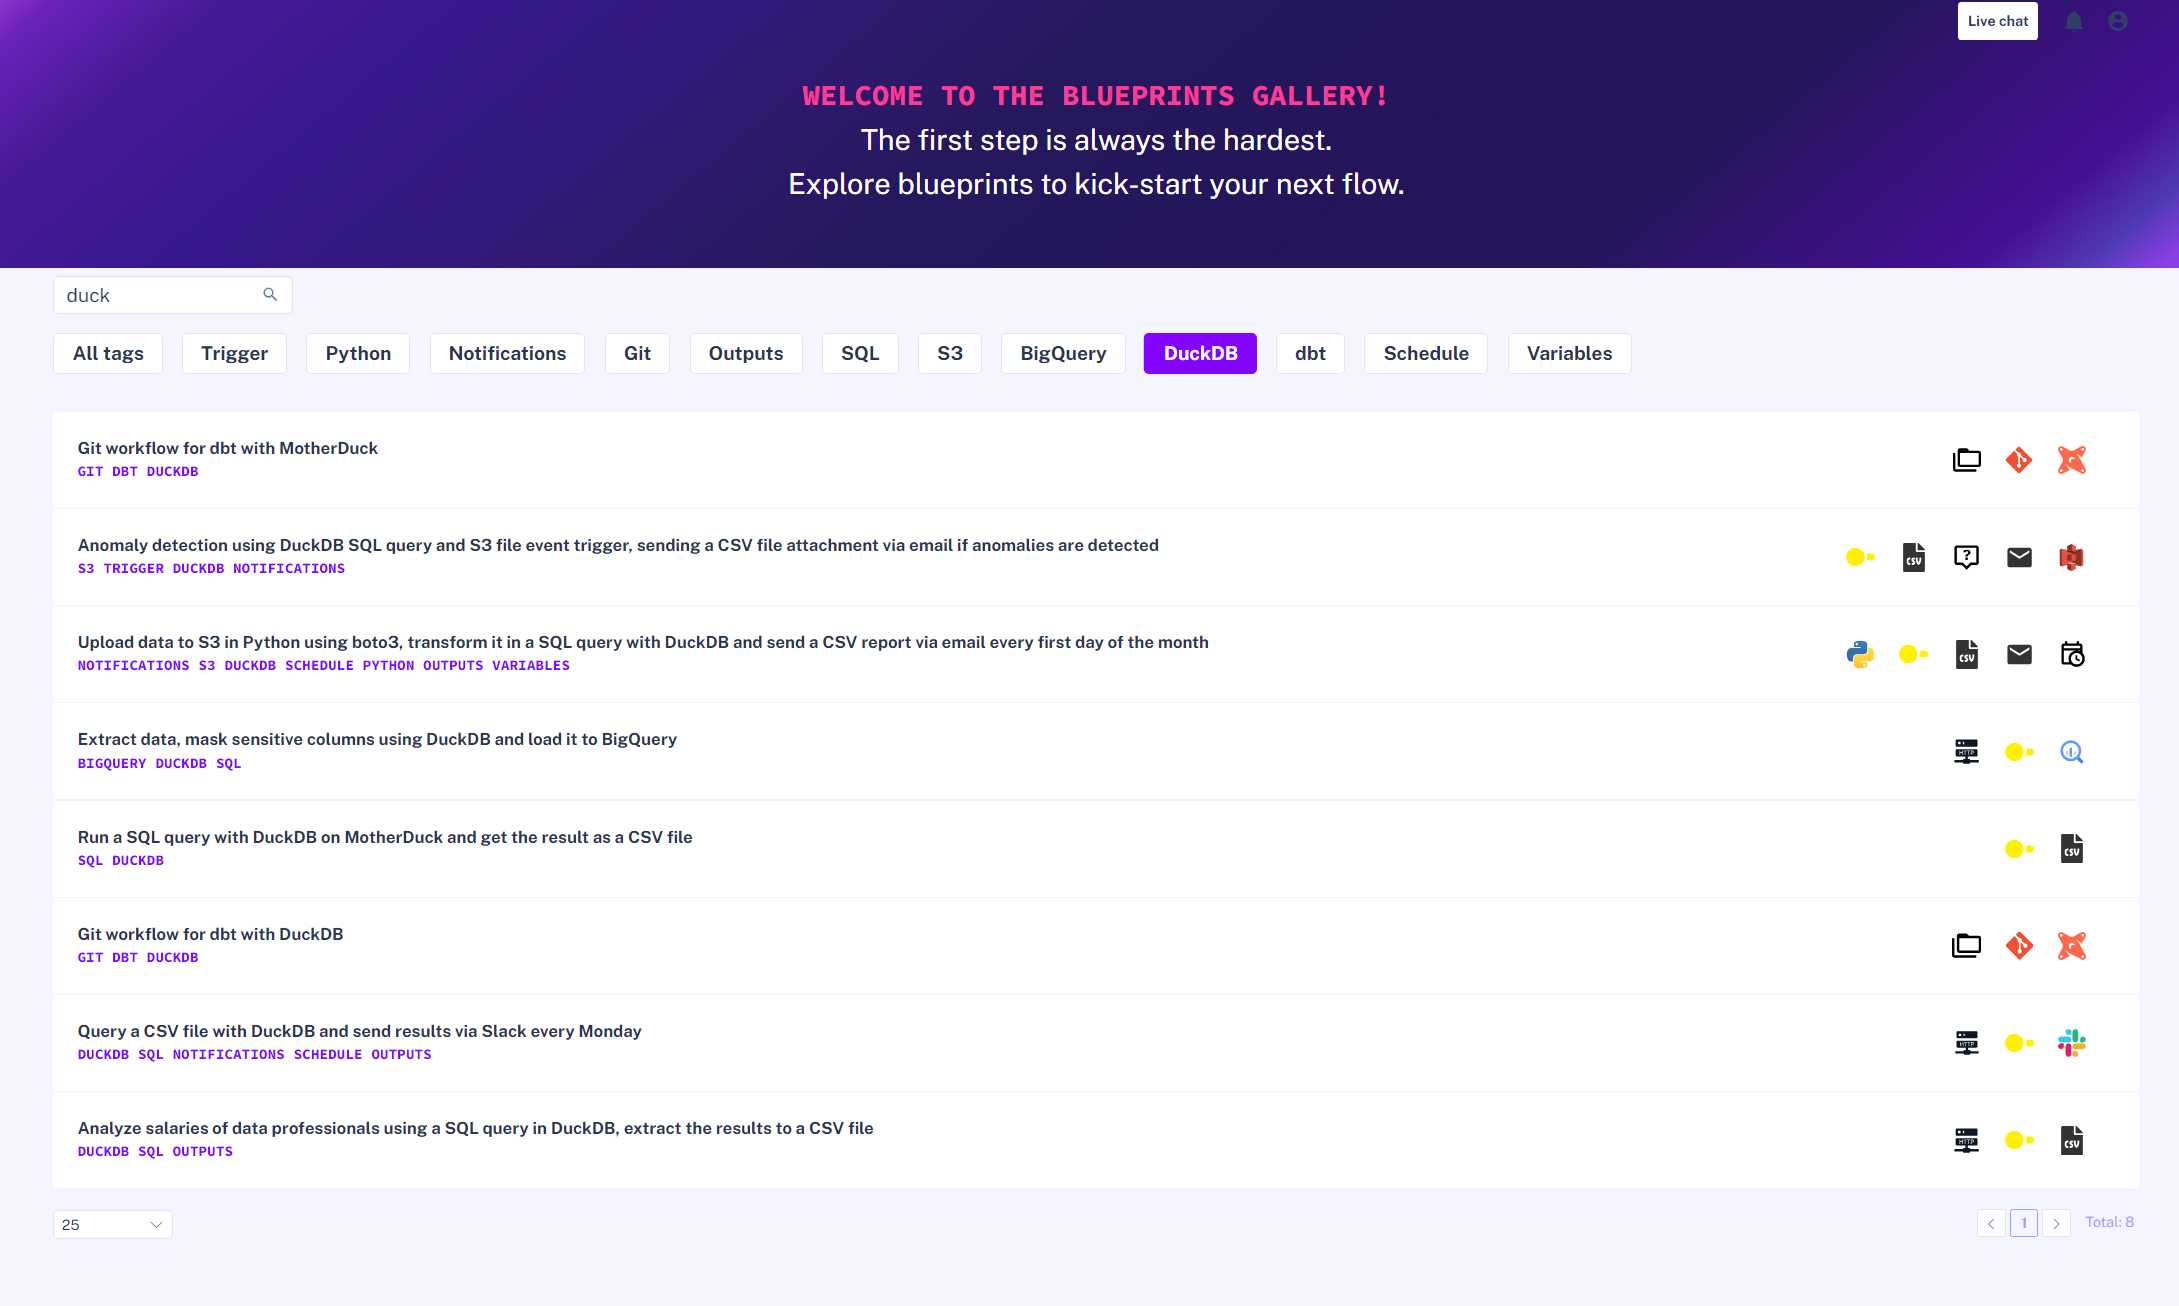 Live chat
WELCOME TO THE BLUEPRINTS GALLERY!
The first step is always the hardest.
Explore blueprints to kick-start your next flow.
duck
All tags Trigger Python Notifications Git Outputs SQL S3 BigQuery DuckDB dbt Schedule Variables
Git workflow for dbt with MotherDuck
GIT DBT DUCKDB
Anomaly detection using DuckDB SQL query and S3 file event trigger, sending a CSV file attachment via email if anomalies are detected
S3 TRIGGER DUCKDB NOTIFICATIONS
CSV
Upload data to S3 in Python using boto3, transform it in a SQL query with DuckDB and send a CSV report via email every first day of the month
NOTIFICATIONS S3 DUCKDB SCHEDULE PYTHON OUTPUTS VARIABLES
CSV
Extract data, mask sensitive columns using DuckDB and load it to BigQuery
BIGQUERY DUCKDB SQL
HTTP
Run a SQL query with DuckDB on MotherDuck and get the result as a CSV file
SQL DUCKDB
CSV
Git workflow for dbt with DuckDB
GIT DBT DUCKDB
Query a CSV file with DuckDB and send results via Slack every Monday
DUCKDB SQL NOTIFICATIONS SCHEDULE OUTPUTS
HTTP
Analyze salaries of data professionals using a SQL query in DuckDB, extract the results to a CSV file
DUCKDB SQL OUTPUTS
HTTP CSV
25
1 Total: 8